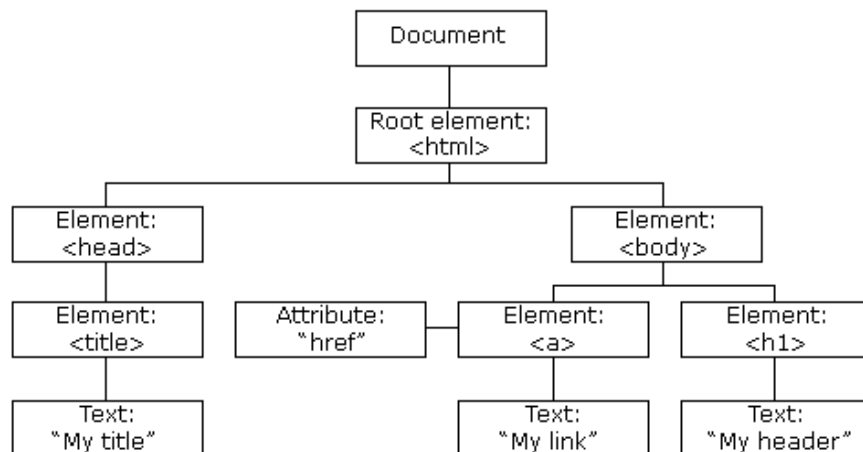 Document
Root element:
<html>
Element:
<head>
Element:
<body>
Element:
<title>
Attribute:
“href”
Element:
<a>
Element:
<h1>
Text:
“My title”
Text:
“My link”
Text:
“My header”